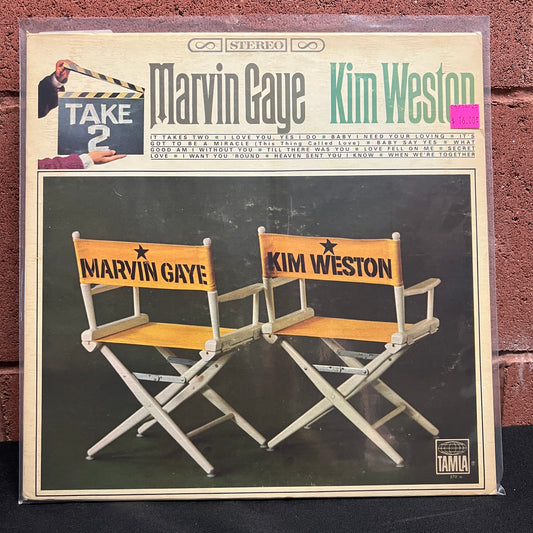 STEREO
TAKE 2
Marvin Gaye Kim Weston
$16.00
IT TAKES TWO ★ I LOVE YOU, YES I DO ★ BABY I NEED YOUR LOVING ★ IT'S
GOT TO BE A MIRACLE (This Thing Called Love) ★ BABY SAY YES ★ WHAT
GOOD AM I WITHOUT YOU ★ TILL THERE WAS YOU ★ LOVE FELL ON ME ★ SECRET
LOVE ★ I WANT YOU 'ROUND ★ HEAVEN SENT YOU I KNOW ★ WHEN WE'RE TOGETHER
MARVIN GAYE
KIM WESTON
TAMLA